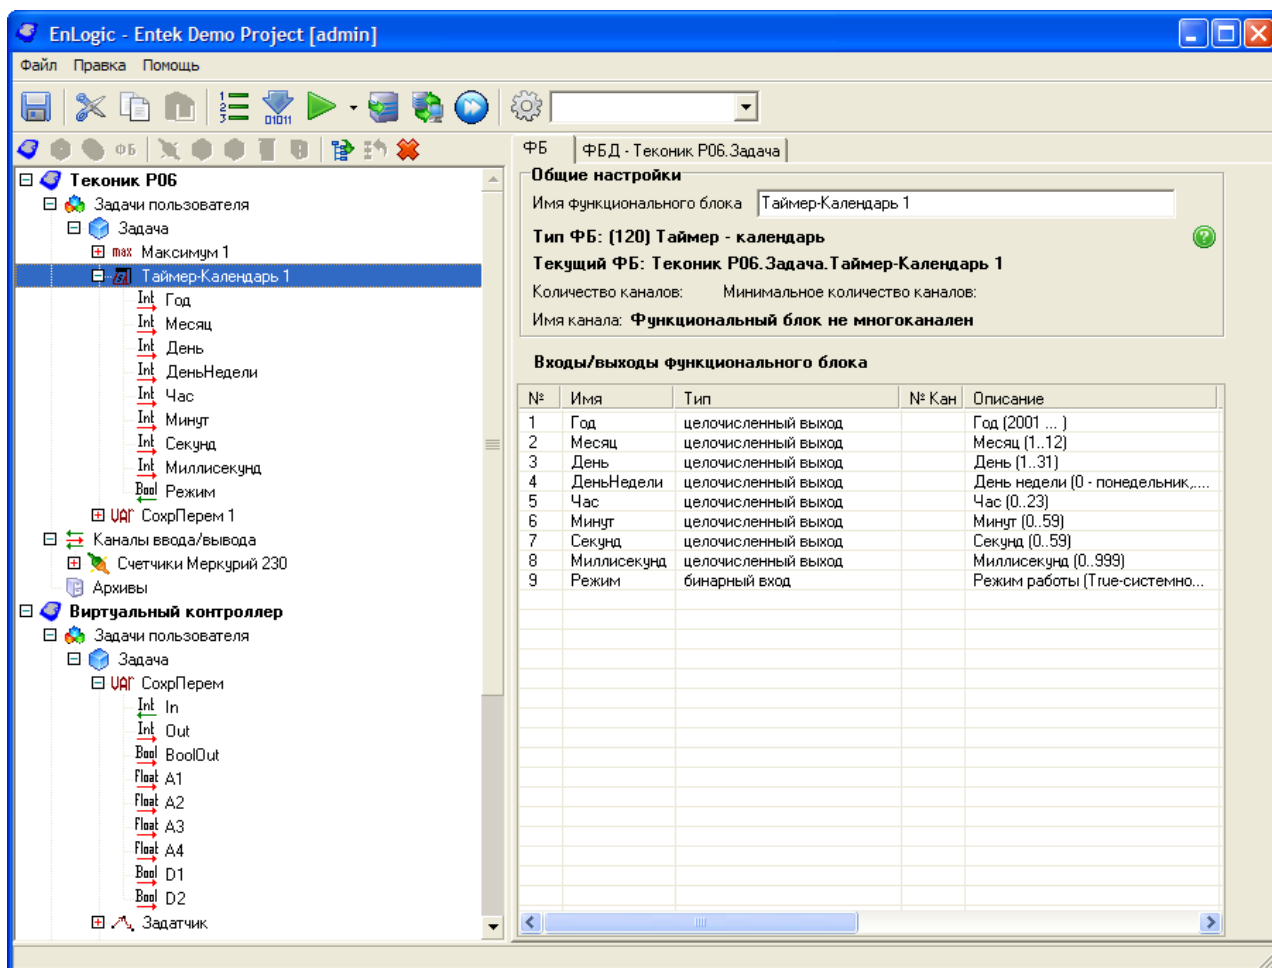 EnLogic - Entek Demo Project [admin]
Файл Правка Помощь
ФБ
Теконик P06
Задачи пользователя
Задача
max Максимум 1
Таймер-Календарь 1
Int Год
Int Месяц
Int День
Int ДеньНедели
Int Час
Int Минут
Int Секунд
Int Миллисекунд
Bool Режим
VAR СохрПерем 1
Каналы ввода/вывода
Счетчики Меркурий 230
Архивы
Виртуальный контроллер
Задачи пользователя
Задача
VAR СохрПерем
Int In
Int Out
Bool BoolOut
Float A1
Float A2
Float A3
Float A4
Bool D1
Bool D2
Задатчик
ФБ ФБД - Теконик P06.Задача
Общие настройки
Имя функционального блока Таймер-Календарь 1
Тип ФБ: (120) Таймер - календарь
Текущий ФБ: Теконик P06.Задача.Таймер-Календарь 1
Количество каналов: Минимальное количество каналов:
Имя канала: Функциональный блок не многоканален
Входы/выходы функционального блока
№ Имя Тип № Кан Описание
1 Год целочисленный выход Год (2001 ... )
2 Месяц целочисленный выход Месяц (1..12)
3 День целочисленный выход День (1..31)
4 ДеньНедели целочисленный выход День недели (0 - понедельник,....
5 Час целочисленный выход Час (0..23)
6 Минут целочисленный выход Минут (0..59)
7 Секунд целочисленный выход Секунд (0..59)
8 Миллисекунд целочисленный выход Миллисекунд (0..999)
9 Режим бинарный вход Режим работы (True-системно...